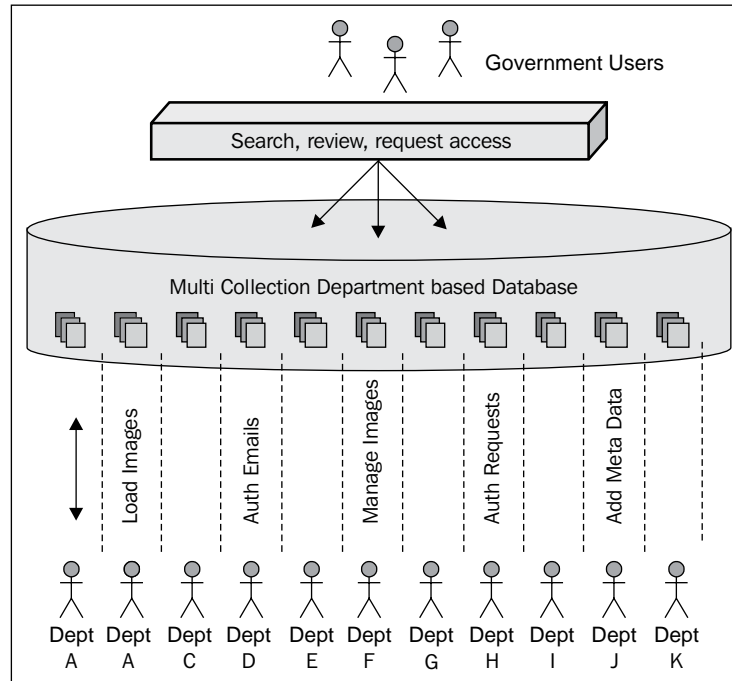 Government Users
Search, review, request access
Multi Collection Department based Database
Load Images
Auth Emails
Manage Images
Auth Requests
Add Meta Data
Dept Dept Dept Dept Dept Dept Dept Dept Dept Dept Dept
A A C D E F G H I J K